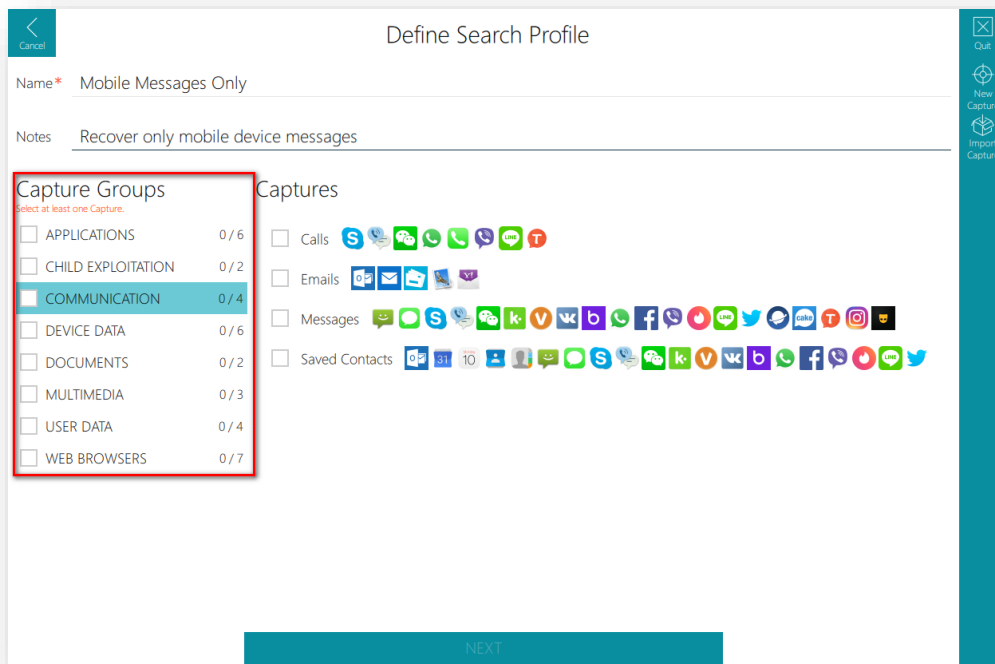 Define Search Profile
Cancel
Quit
Name* Mobile Messages Only
New
Captur
Notes Recover only mobile device messages
Impor
Captur
Capture Groups
Select at least one Capture.
APPLICATIONS 0 / 6
CHILD EXPLOITATION 0 / 2
COMMUNICATION 0 / 4
DEVICE DATA 0 / 6
DOCUMENTS 0 / 2
MULTIMEDIA 0 / 3
USER DATA 0 / 4
WEB BROWSERS 0 / 7
Captures
Calls
Emails
Messages
Saved Contacts
NEXT